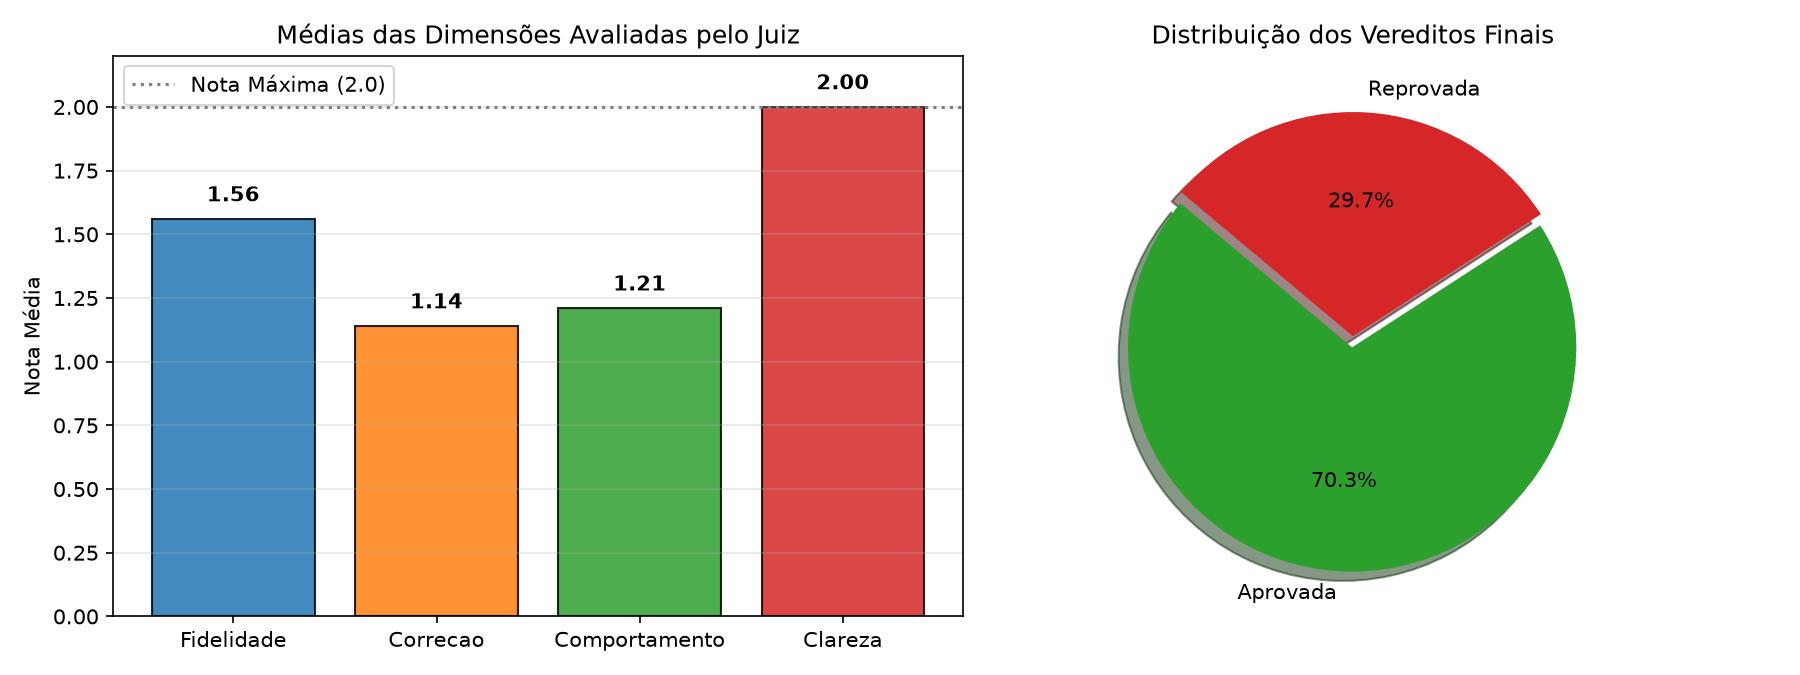 Médias das Dimensões Avaliadas pelo Juiz
Nota Máxima (2.0)
Nota Média
2.00
1.75
1.50
1.25
1.00
0.75
0.50
0.25
0.00
1.56
1.14
1.21
2.00
Fidelidade
Correcao
Comportamento
Clareza
Distribuição dos Vereditos Finais
Reprovada
29.7%
70.3%
Aprovada